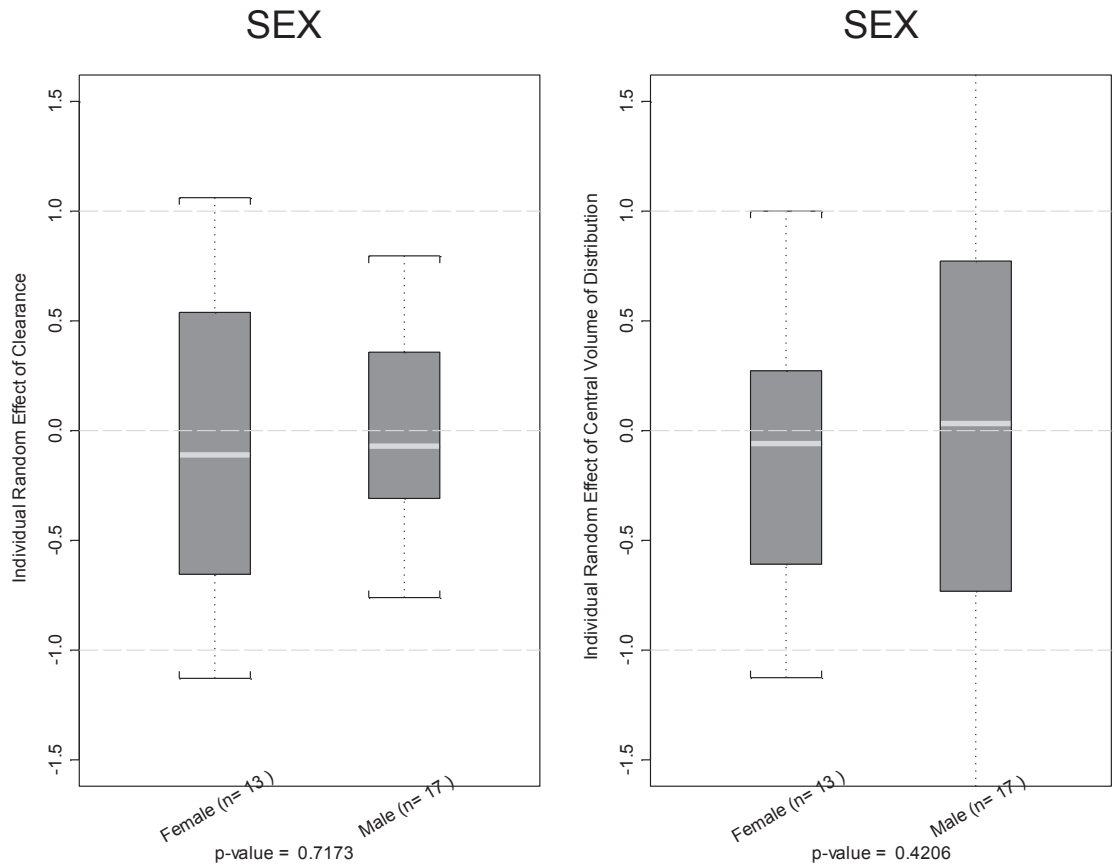 SEX
Individual Random Effect of Clearance
1.5
1.0
0.5
0.0
-0.5
-1.0
-1.5
Female (n= 13 )
Male (n= 17 )
p-value = 0.7173
SEX
Individual Random Effect of Central Volume of Distribution
1.5
1.0
0.5
0.0
-0.5
-1.0
-1.5
Female (n= 13 )
Male (n= 17 )
p-value = 0.4206